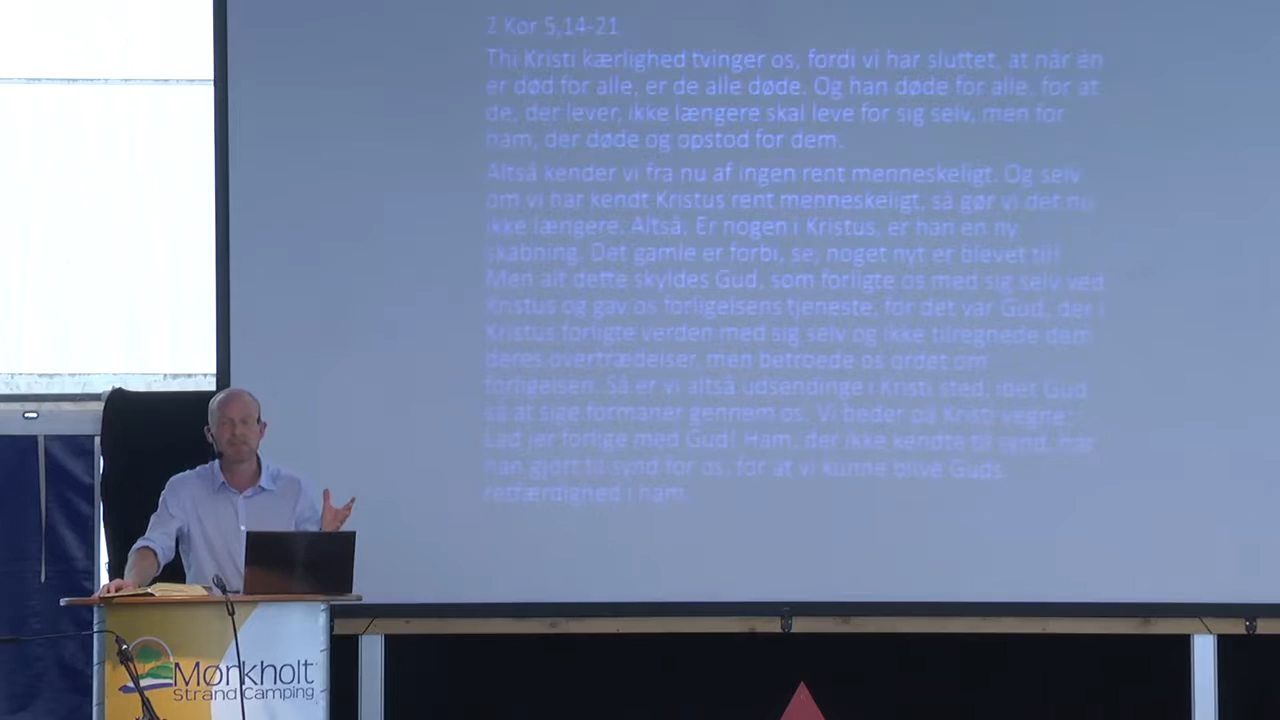 2 Kor 5,14-21
Thi Kristi kærlighed tvinger os, fordi vi har sluttet, at når én
er død for alle, er de alle døde. Og han døde for alle, for at
de, der lever, ikke længere skal leve for sig selv, men for
ham, der døde og opstod for dem.
Altså kender vi fra nu af ingen rent menneskeligt. Og selv
om vi har kendt Kristus rent menneskeligt, så gør vi det nu
ikke længere. Altså, Er nogen i Kristus, er han en ny
skabning. Det gamle er forbi, se, noget nyt er blevet til!
Men alt dette skyldes Gud, som forligte os med sig selv ved
Kristus og gav os forligelsens tjeneste, for det var Gud, der i
Kristus forligte verden med sig selv og ikke tilregnede dem
deres overtrædelser, men betroede os ordet om
forligelsen. Så er vi altså udsendinge i Kristi sted, idet Gud
så at sige formaner gennem os. Vi beder på Kristi vegne:
Lad jer forlige med Gud! Ham, der ikke kendte til synd, har
han gjort til synd for os, for at vi kunne blive Guds
retfærdighed i ham.
Mørkholt
Strand Camping